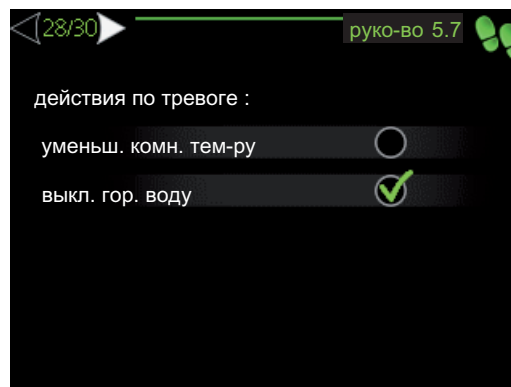 28/30 руко-во 5.7
действия по тревоге :
уменьш. комн. тем-ру
выкл. гор. воду